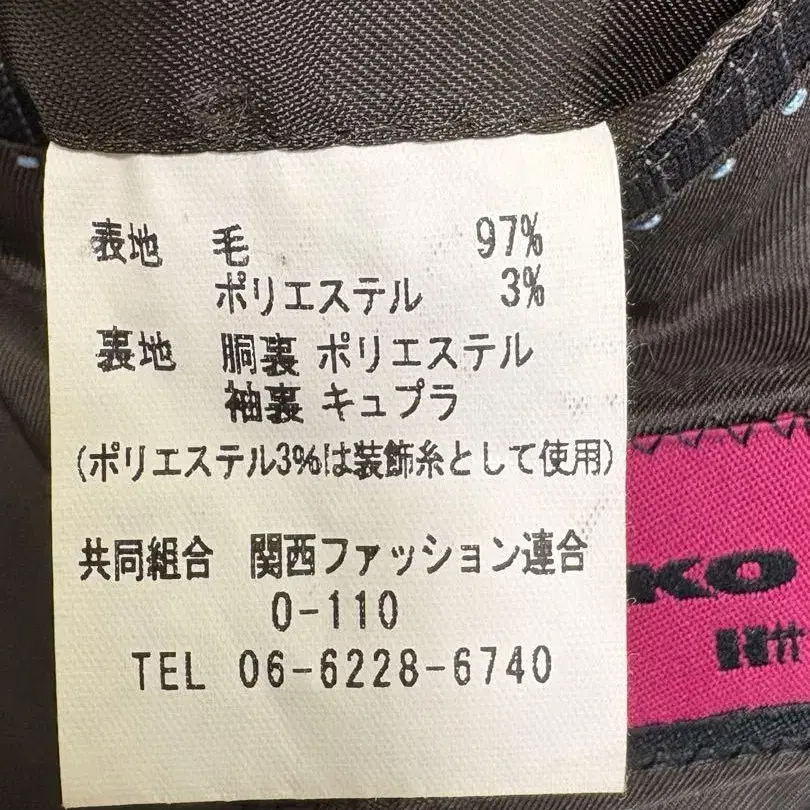 表地 毛 97%
ポリエステル 3%
裏地 胴裏 ポリエステル
袖裏 キュプラ
(ポリエステル3%は装飾糸として使用)
共同組合 関西ファッション連合
0-110
TEL 06-6228-6740
KO